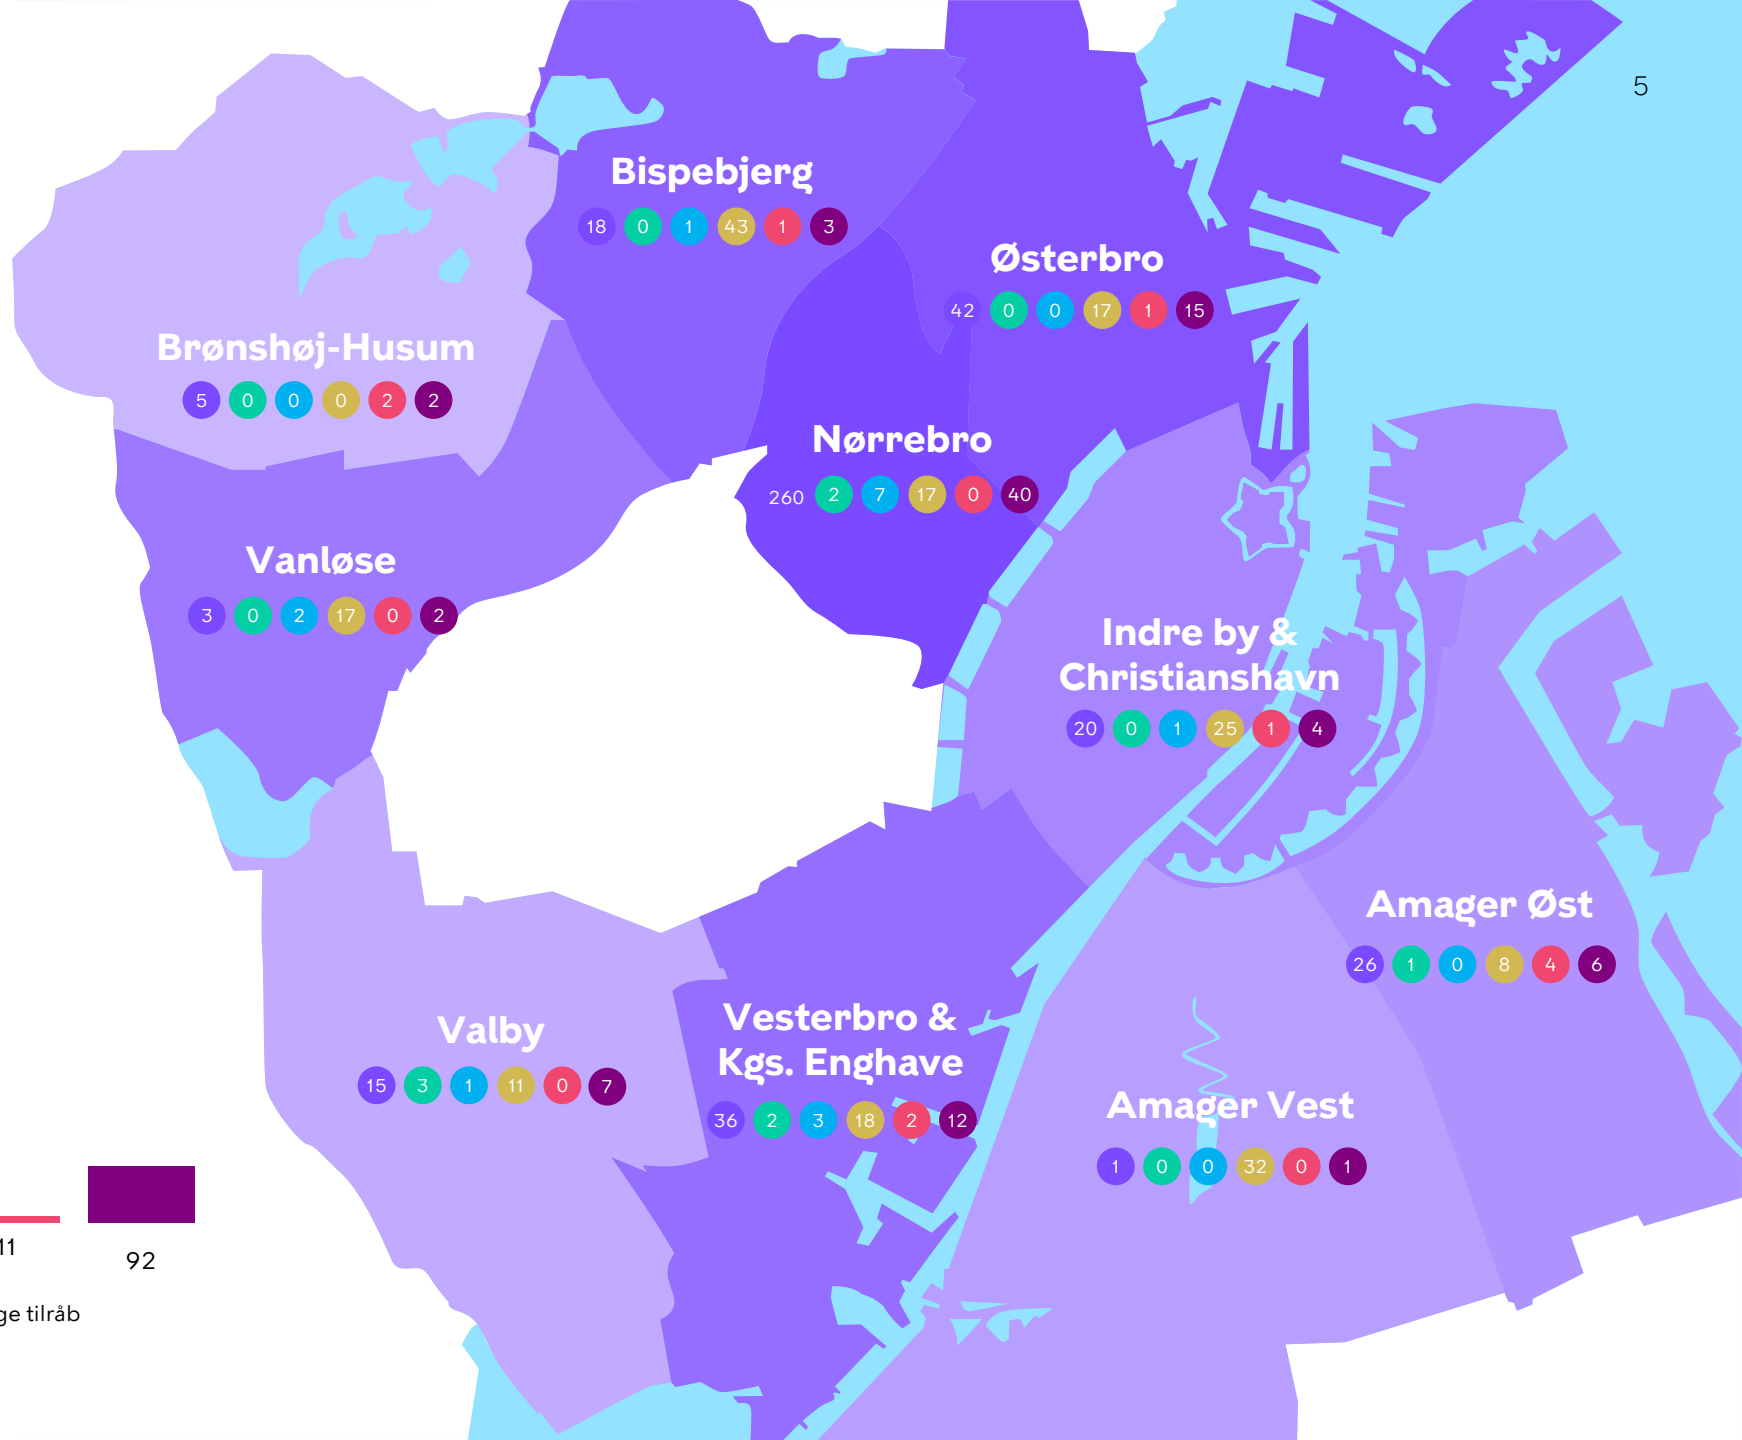 5
Bispebjerg
18 0 1 43 1 3
Østerbro
42 0 0 17 1 15
Brønshøj-Husum
5 0 0 0 2 2
Nørrebro
260 2 7 17 0 40
Vanløse
3 0 2 17 0 2
Indre by &
Christianshavn
20 0 1 25 1 4
Amager Øst
26 1 0 8 4 6
Valby
15 3 1 11 0 7
Vesterbro &
Kgs. Enghave
36 2 3 18 2 12
Amager Vest
1 0 0 32 0 1
11
92
ge tilråb